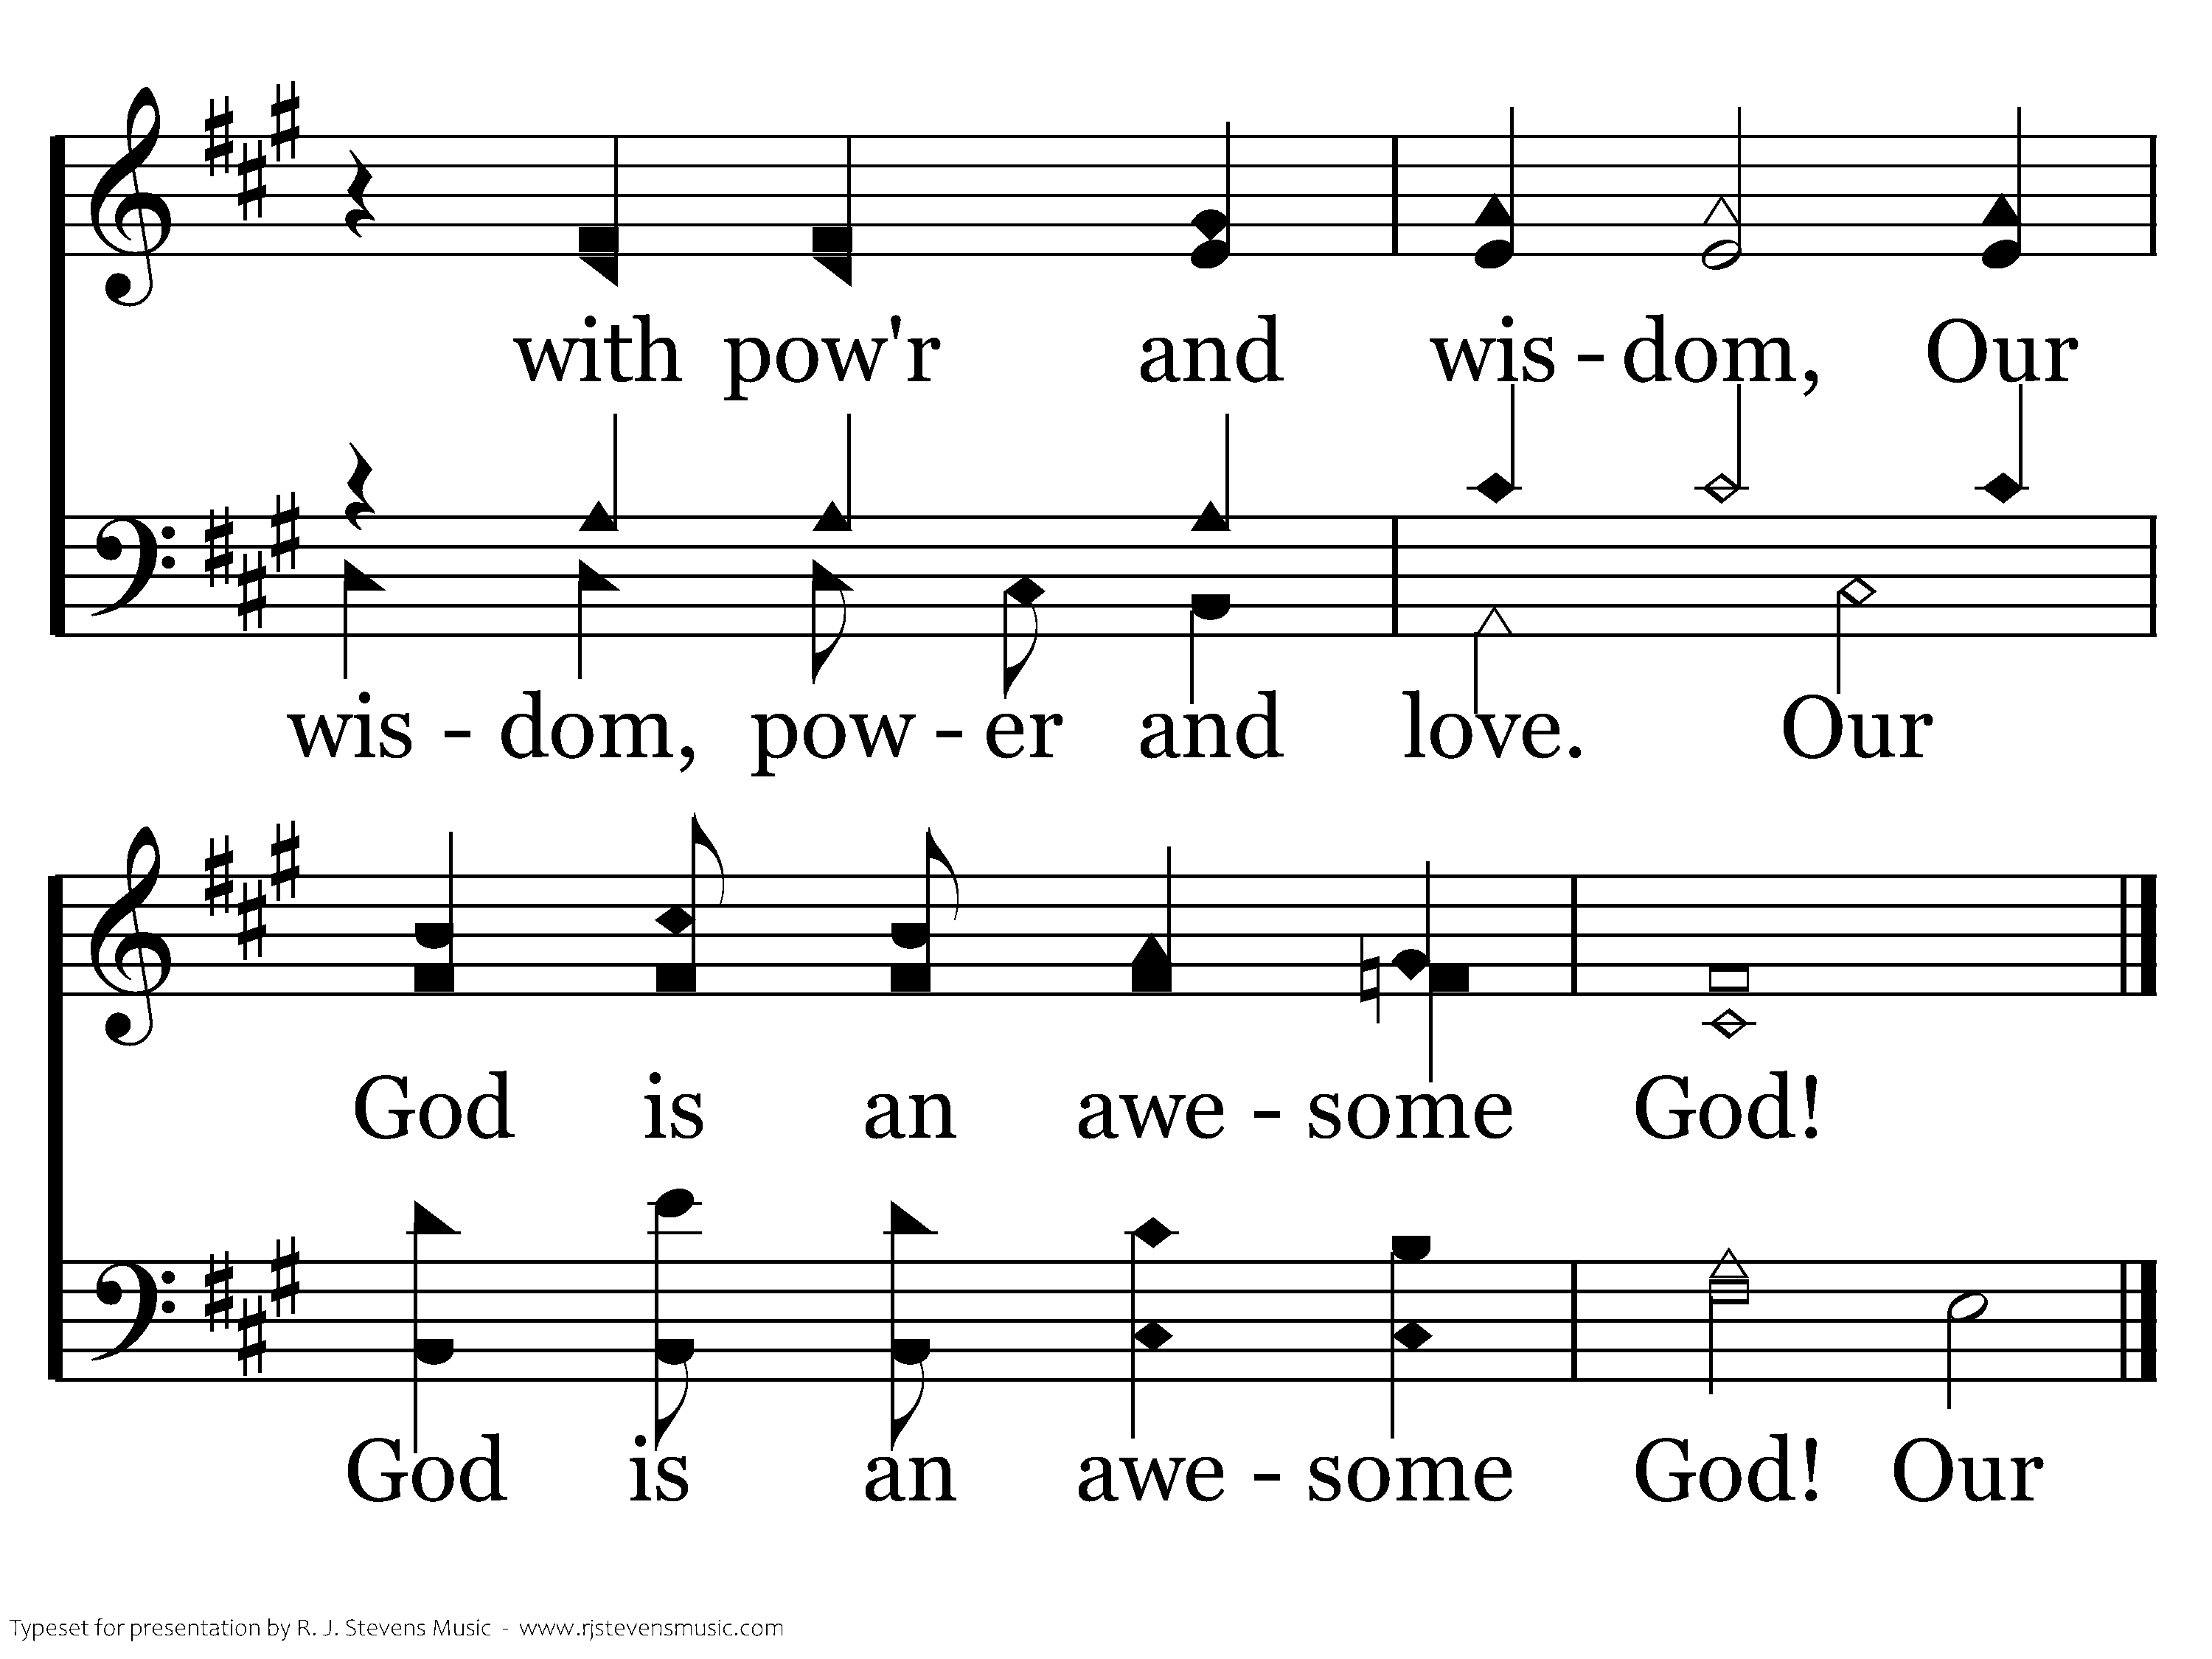 with pow'r and wis - dom, Our
wis - dom, pow - er and love. Our
God is an awe - some God!
God is an awe - some God! Our
Typeset for presentation by R. J. Stevens Music - www.rjstevensmusic.com